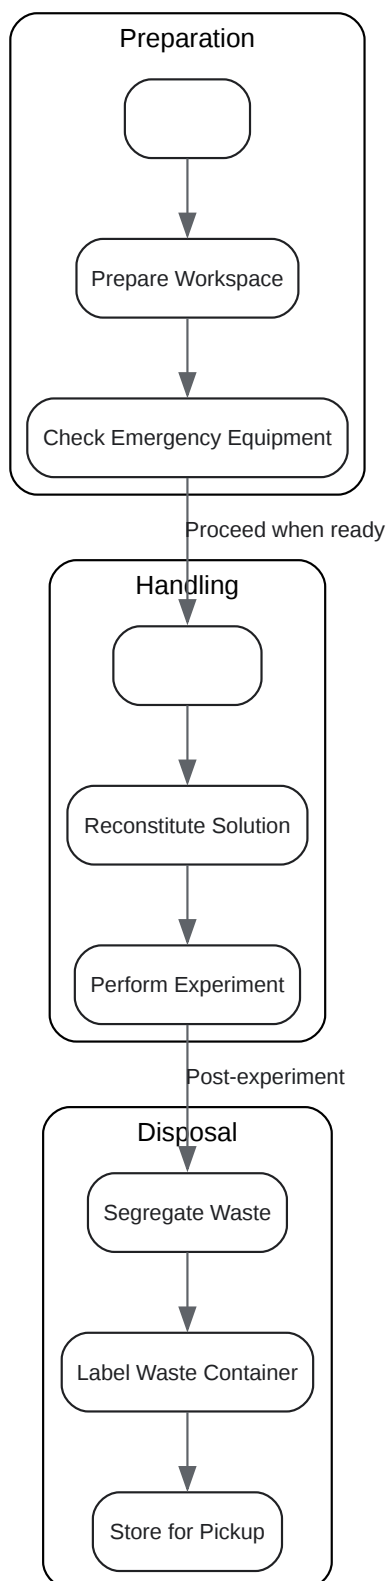 Preparation
Prepare Workspace
Check Emergency Equipment
Proceed when ready
Handling
Reconstitute Solution
Perform Experiment
Post-experiment
Disposal
Segregate Waste
Label Waste Container
Store for Pickup